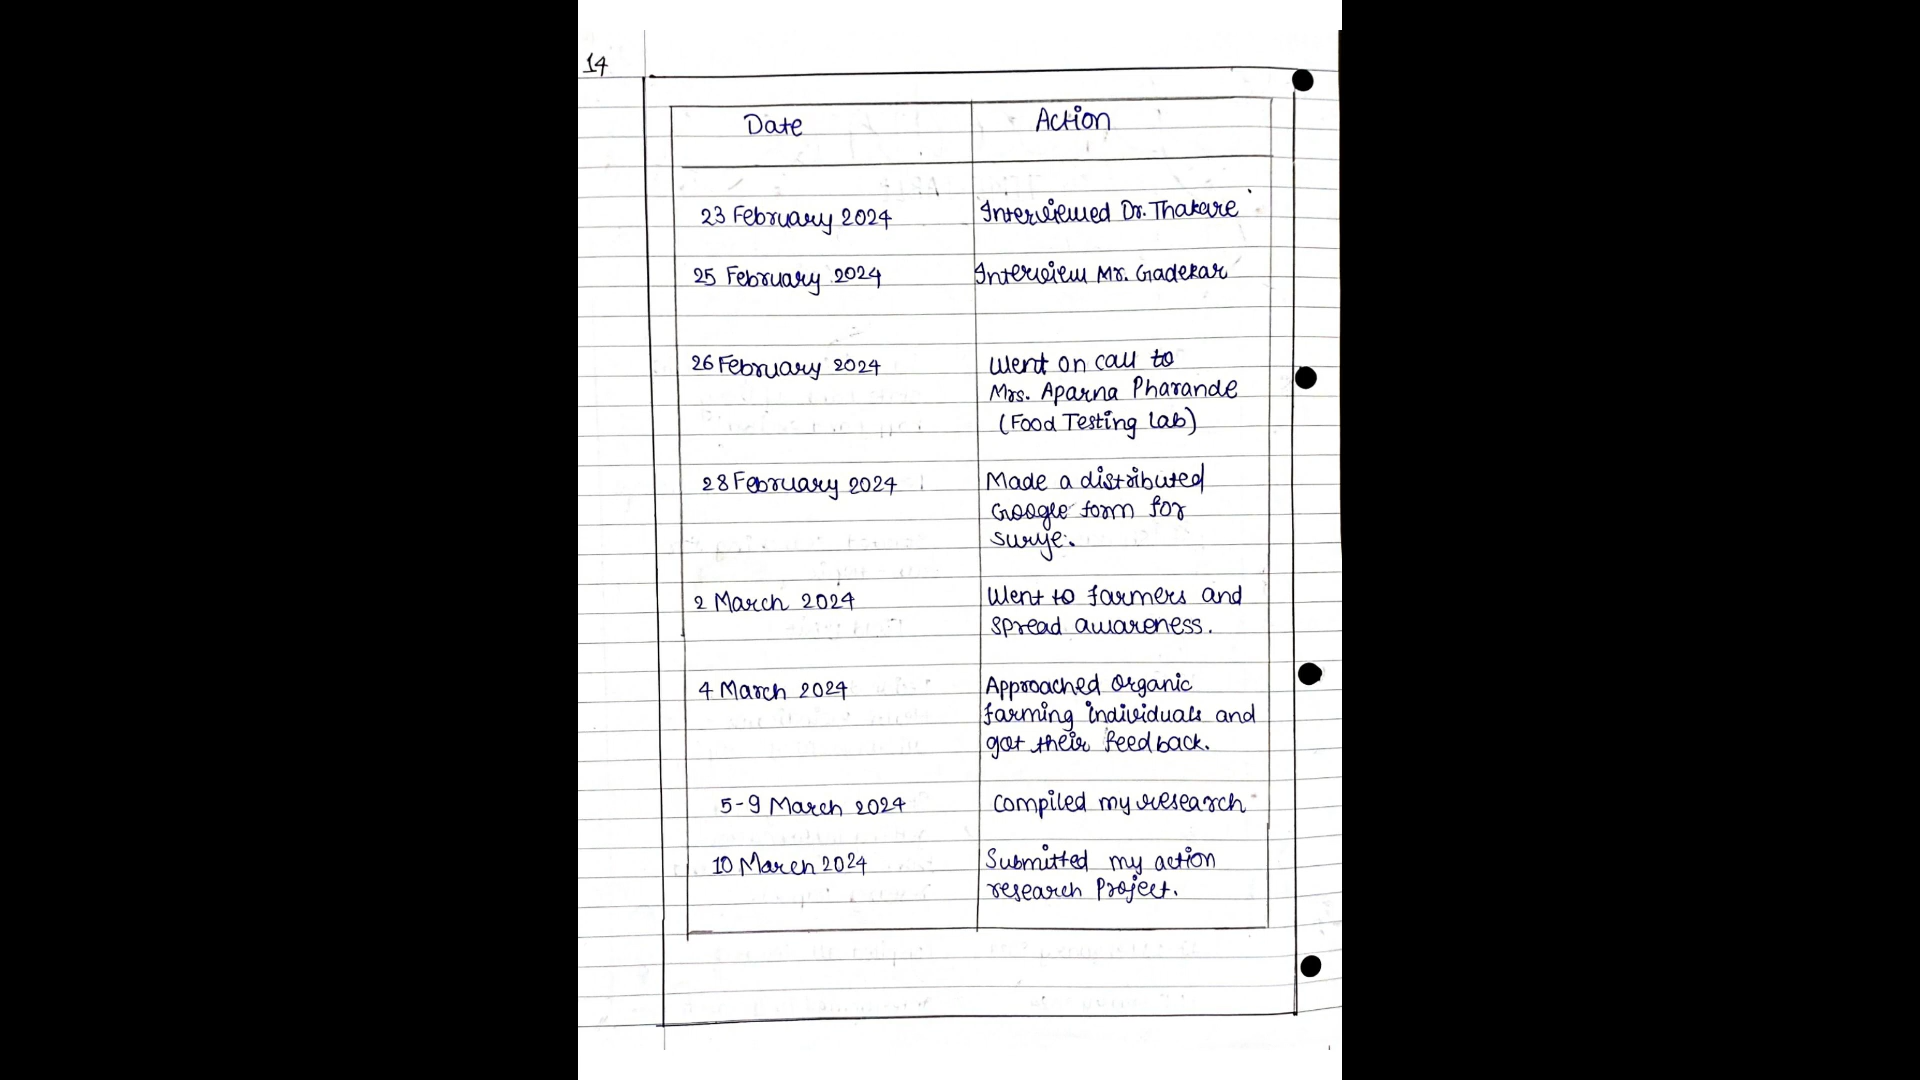 14
Date Action
23 February 2024 Interviewed Dr. Thakare
25 February 2024 Interview Mr. Gadekar
26 February 2024 Went on call to
Mrs. Aparna Pharande
(Food Testing Lab)
28 February 2024 Made a distributed
Google form for
surye.
2 March 2024 Went to farmers and
spread awareness.
4 March 2024 Approached organic
farming individuals and
got their feedback.
5-9 March 2024 compiled my research
10 March 2024 Submitted my action
research Project.